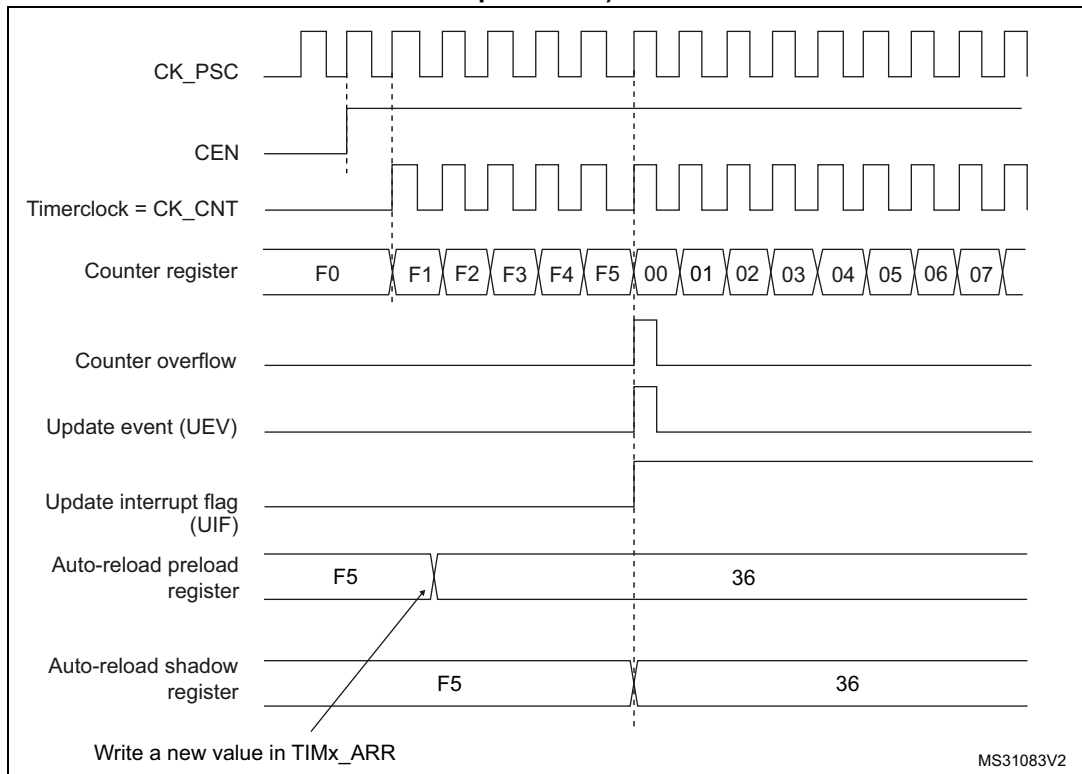 CK_PSC
CEN
Timerclock = CK_CNT
Counter register F0 F1 F2 F3 F4 F5 00 01 02 03 04 05 06 07
Counter overflow
Update event (UEV)
Update interrupt flag
(UIF)
Auto-reload preload
register
F5 36
Auto-reload shadow
register
F5 36
Write a new value in TIMx_ARR
MS31083V2